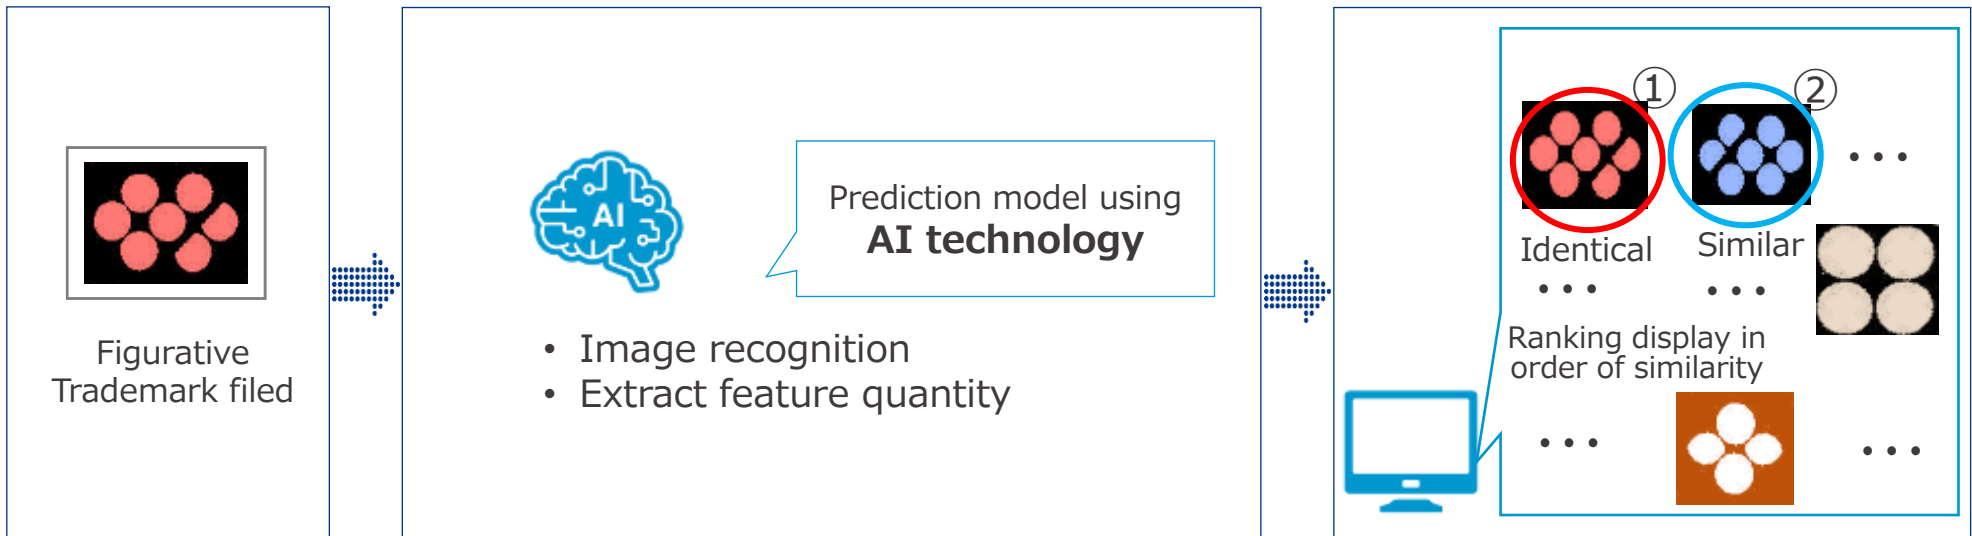 Figurative
Trademark filed
AI
Prediction model using
AI technology
• Image recognition
• Extract feature quantity
① ②
• • •
Identical Similar
• • • • • •
Ranking display in
order of similarity
• • • • • •